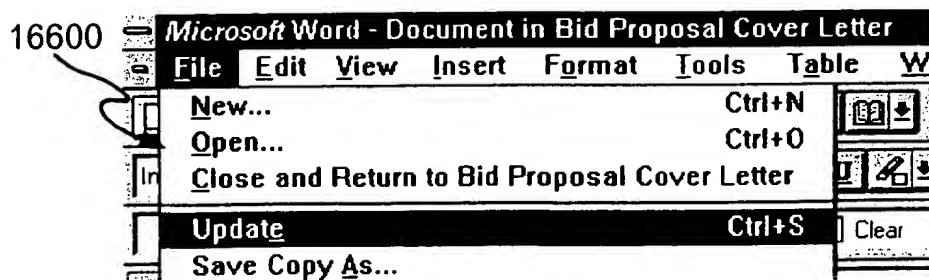 16600
Microsoft Word - Document in Bid Proposal Cover Letter
File Edit View Insert Format Tools Table W
New... Ctrl+N
Open... Ctrl+O
Close and Return to Bid Proposal Cover Letter
In
Update Ctrl+S Clear
Save Copy As...